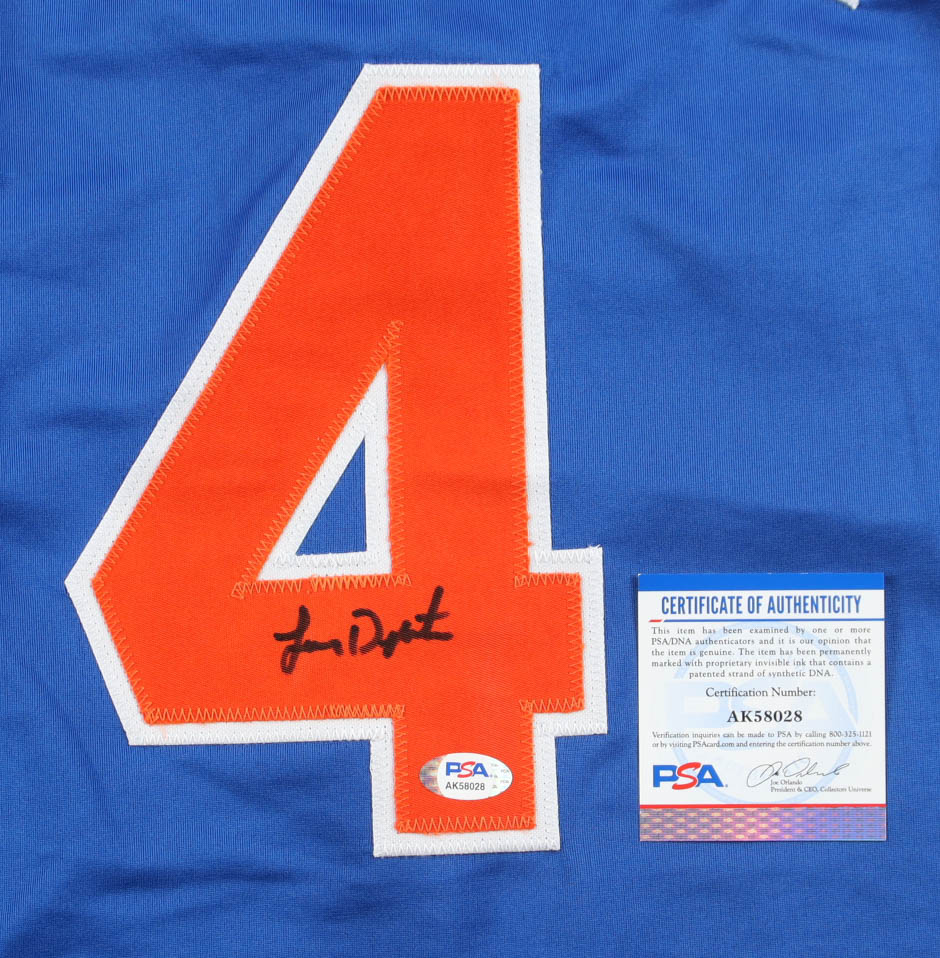 4
CERTIFICATE OF AUTHENTICITY
This item has been examined by one or more
PSA/DNA authenticators and it is our opinion that
the item is genuine. The item has been permanently
marked with proprietary invisible ink that contains a
patented strand of synthetic DNA.
Certification Number:
AK58028
Verification inquiries can be made to PSA by calling 800-325-1121
or by visiting PSAcard.com and entering the certification number above.
PSA
Joe Orlando
President & CEO, Collectors Universe
PSA
AK58028